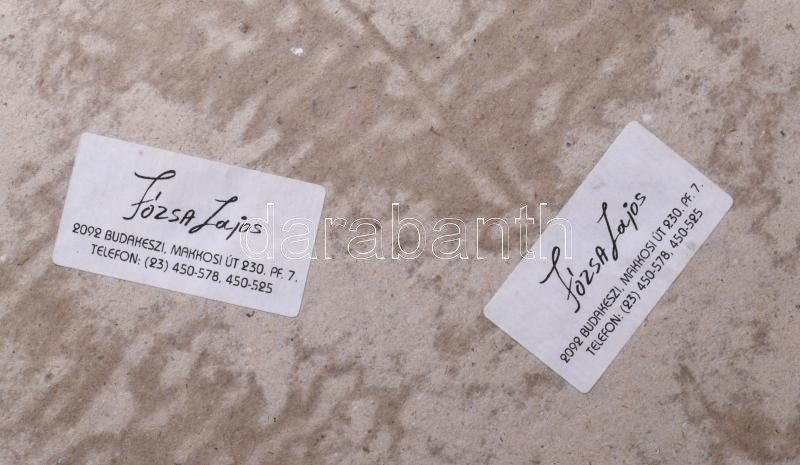 Józsa Lajos
2092 BUDAKESZI, MAKKOSI ÚT 230. PF. 7.
TELEFON: (23) 450-578, 450-525
Józsa Lajos
2092 BUDAKESZI, MAKKOSI ÚT 230. PF. 7.
TELEFON: (23) 450-578, 450-525
darabanth